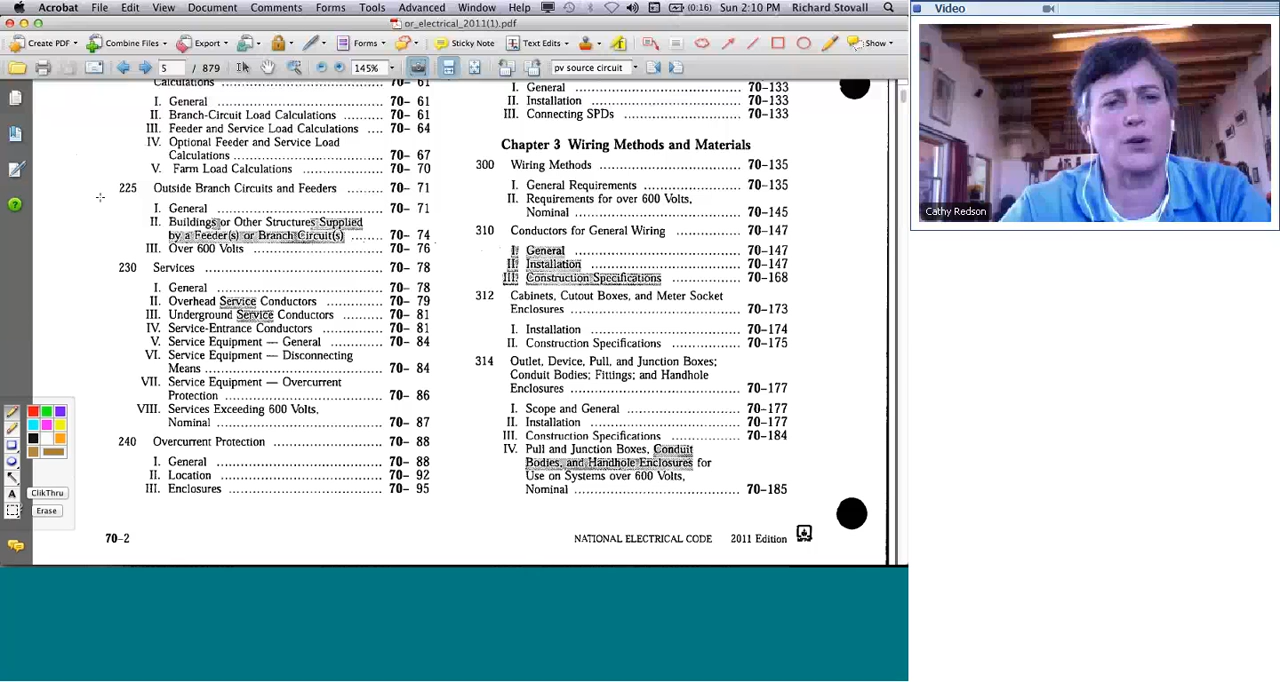 Acrobat File Edit View Document Comments Forms Tools Advanced Window Help (0:16) Sun 2:10 PM Richard Stovall
or_electrical_2011(1).pdf
Create PDF Combine Files Export Forms Sticky Note Text Edits Show
5 / 879 145% pv source circuit
Calculations 70- 61
I. General 70- 61
II. Branch-Circuit Load Calculations 70- 61
III. Feeder and Service Load Calculations 70- 64
IV. Optional Feeder and Service Load
Calculations 70- 67
V. Farm Load Calculations 70- 70
225 Outside Branch Circuits and Feeders 70- 71
I. General 70- 71
II. Buildings or Other Structures Supplied
by a Feeder(s) or Branch Circuit(s) 70- 74
III. Over 600 Volts 70- 76
230 Services 70- 78
I. General 70- 78
II. Overhead Service Conductors 70- 79
III. Underground Service Conductors 70- 81
IV. Service-Entrance Conductors 70- 81
V. Service Equipment — General 70- 84
VI. Service Equipment — Disconnecting
Means 70- 84
VII. Service Equipment — Overcurrent
Protection 70- 86
VIII. Services Exceeding 600 Volts,
Nominal 70- 87
240 Overcurrent Protection 70- 88
I. General 70- 88
II. Location 70- 92
III. Enclosures 70- 95
I. General 70-133
II. Installation 70-133
III. Connecting SPDs 70-133
Chapter 3 Wiring Methods and Materials
300 Wiring Methods 70-135
I. General Requirements 70-135
II. Requirements for over 600 Volts,
Nominal 70-145
310 Conductors for General Wiring 70-147
I. General 70-147
II. Installation 70-147
III. Construction Specifications 70-168
312 Cabinets, Cutout Boxes, and Meter Socket
Enclosures 70-173
I. Installation 70-174
II. Construction Specifications 70-175
314 Outlet, Device, Pull, and Junction Boxes;
Conduit Bodies; Fittings; and Handhole
Enclosures 70-177
I. Scope and General 70-177
II. Installation 70-177
III. Construction Specifications 70-184
IV. Pull and Junction Boxes, Conduit
Bodies, and Handhole Enclosures for
Use on Systems over 600 Volts,
Nominal 70-185
70-2
NATIONAL ELECTRICAL CODE 2011 Edition
A
ClikThru
Erase
Video
Cathy Redson